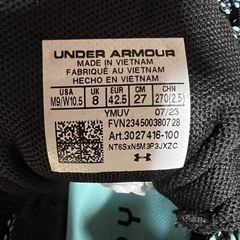 UNDER ARMOUR
MADE IN VIETNAM
FABRIQUÉ AU VIETNAM
HECHO EN VIETNAM
US UK EUR CM CHN
M9/W10.5 8 42.5 27 270(2.5)
YMUV 07/23
FVN234500380728
Art.3027416-100
NT6SxN5M3P3JXZC